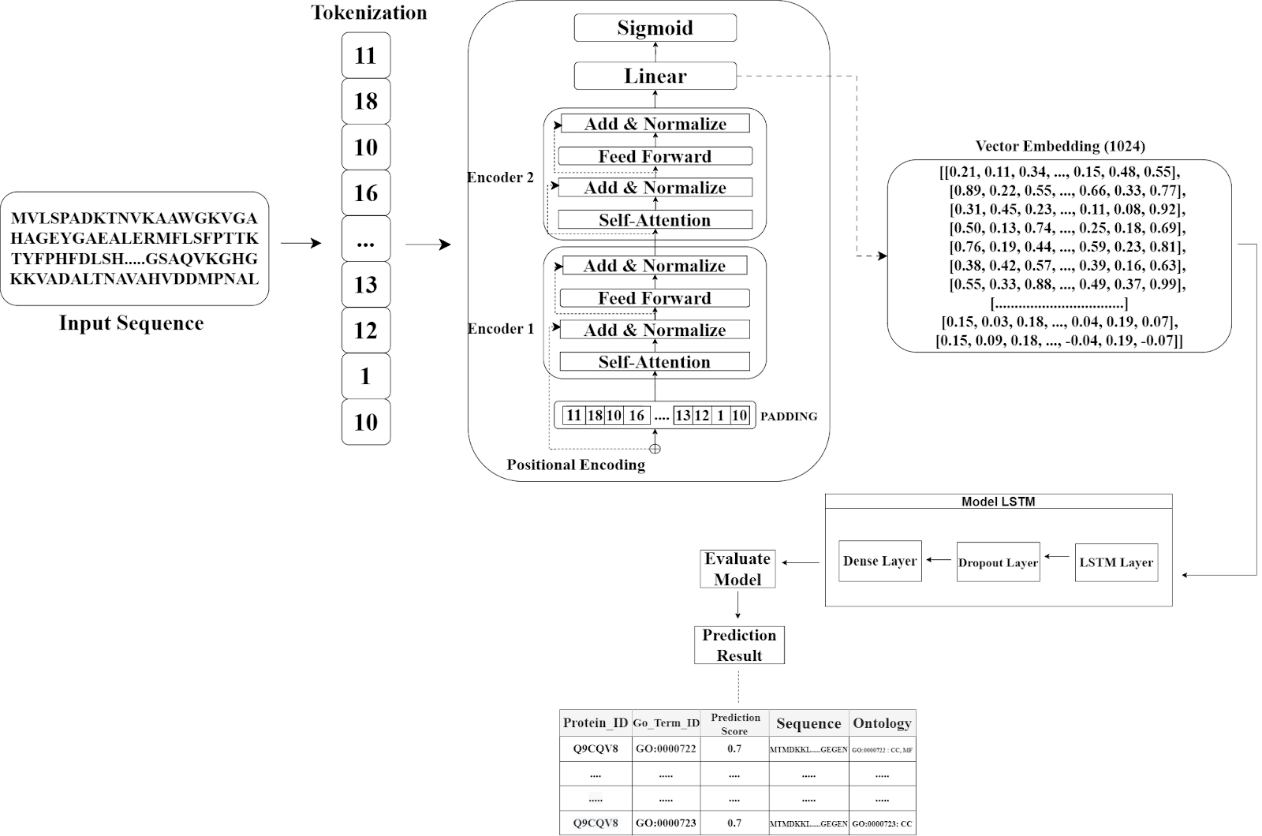 Tokenization
11
18
10
16
...
13
12
1
10
MVLSPADKTNVKAAWGKVGA
HAGEYGAEALERMFLSFPTTK
TYFPHFDLSH.....GSAQVKGHG
KKVADALTNAVAHVDDMPNAL
Input Sequence
Sigmoid
Linear
Encoder 2
Add & Normalize
Feed Forward
Add & Normalize
Self-Attention
Encoder 1
Add & Normalize
Feed Forward
Add & Normalize
Self-Attention
11 18 10 16 .... 13 12 1 10
PADDING
Positional Encoding
Vector Embedding (1024)
[[0.21, 0.11, 0.34, ..., 0.15, 0.48, 0.55],
[0.89, 0.22, 0.55, ..., 0.66, 0.33, 0.77],
[0.31, 0.45, 0.23, ..., 0.11, 0.08, 0.92],
[0.50, 0.13, 0.74, ..., 0.25, 0.18, 0.69],
[0.76, 0.19, 0.44, ..., 0.59, 0.23, 0.81],
[0.38, 0.42, 0.57, ..., 0.39, 0.16, 0.63],
[0.55, 0.33, 0.88, ..., 0.49, 0.37, 0.99],
[................................]
[0.15, 0.03, 0.18, ..., 0.04, 0.19, 0.07],
[0.15, 0.09, 0.18, ..., -0.04, 0.19, -0.07]]
Model LSTM
LSTM Layer
Dropout Layer
Dense Layer
Evaluate
Model
Prediction
Result
Protein_ID Go_Term_ID Prediction Score Sequence Ontology
Q9CQV8 GO:0000722 0.7 MTMDKKL.....GEGEN GO:0000722 : CC, MF
.... ..... .... ..... .....
..... ..... .... ..... .....
Q9CQV8 GO:0000723 0.7 MTMDKKL.....GEGEN GO:0000723: CC